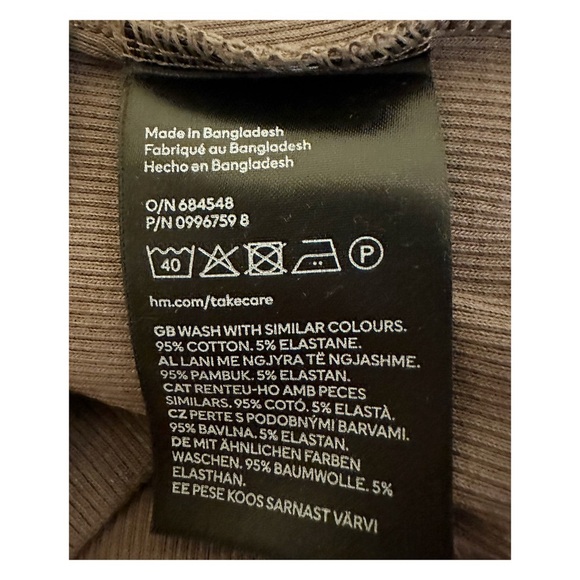 Made in Bangladesh
Fabriqué au Bangladesh
Hecho en Bangladesh
O/N 684548
P/N 0996759 8
40
P
hm.com/takecare
GB WASH WITH SIMILAR COLOURS.
95% COTTON. 5% ELASTANE.
AL LANI ME NGJYRA TË NGJASHME.
95% PAMBUK. 5% ELASTAN.
CAT RENTEU-HO AMB PECES
SIMILARS. 95% COTÓ. 5% ELASTÀ.
CZ PERTE S PODOBNÝMI BARVAMI.
95% BAVLNA. 5% ELASTAN.
DE MIT ÄHNLICHEN FARBEN
WASCHEN. 95% BAUMWOLLE. 5%
ELASTHAN.
EE PESE KOOS SARNAST VÄRVI